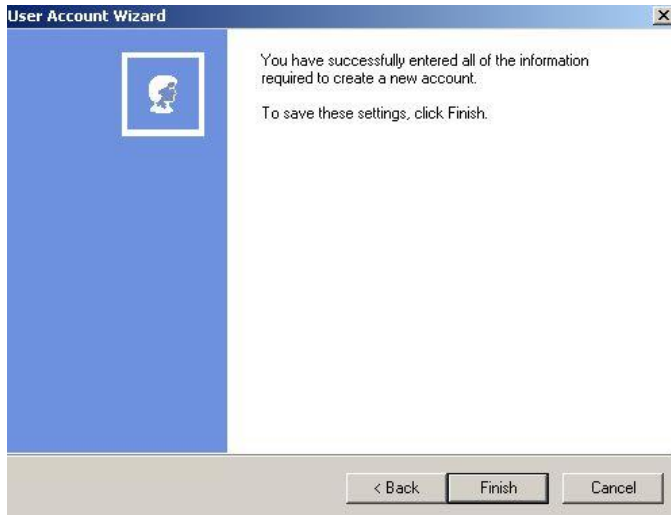 User Account Wizard
You have successfully entered all of the information
required to create a new account.
To save these settings, click Finish.
< Back
Finish
Cancel